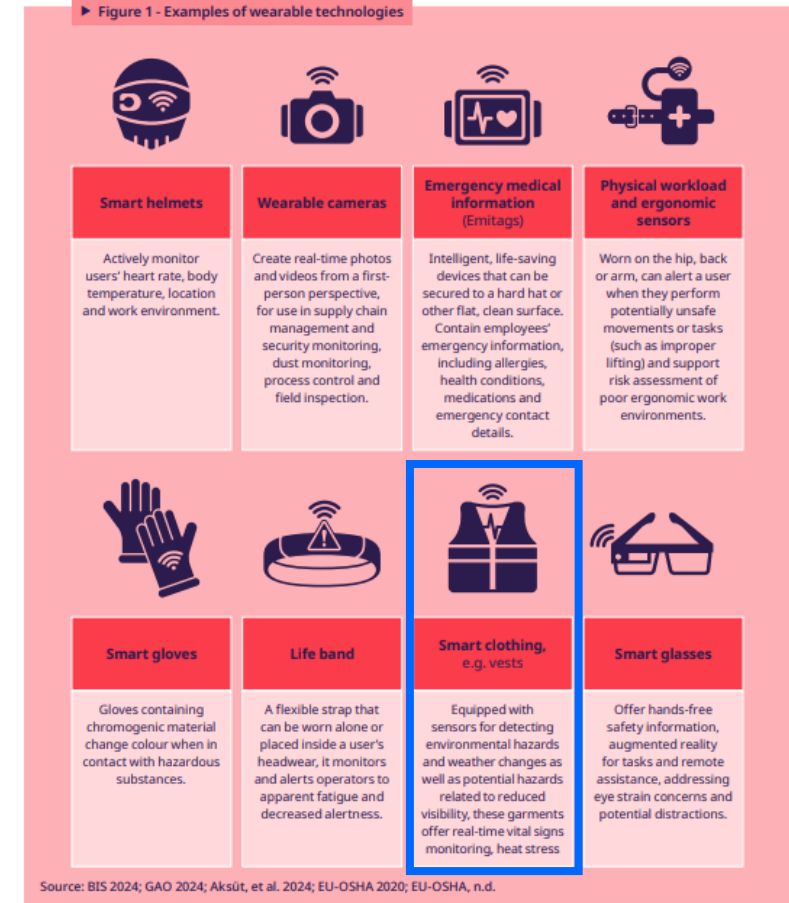 ▶ Figure 1 - Examples of wearable technologies
Smart helmets
Actively monitor
users' heart rate, body
temperature, location
and work environment.
Wearable cameras
Create real-time photos
and videos from a first-
person perspective,
for use in supply chain
management and
security monitoring,
dust monitoring,
process control and
field inspection.
Emergency medical
information
(Emitags)
Intelligent, life-saving
devices that can be
secured to a hard hat or
other flat, clean surface.
Contain employees'
emergency information,
including allergies,
health conditions,
medications and
emergency contact
details.
Physical workload
and ergonomic
sensors
Worn on the hip, back
or arm, can alert a user
when they perform
potentially unsafe
movements or tasks
(such as improper
lifting) and support
risk assessment of
poor ergonomic work
environments.
Smart gloves
Gloves containing
chromogenic material
change colour when in
contact with hazardous
substances.
Life band
A flexible strap that
can be worn alone or
placed inside a user's
headwear, it monitors
and alerts operators to
apparent fatigue and
decreased alertness.
Smart clothing,
e.g. vests
Equipped with
sensors for detecting
environmental hazards
and weather changes as
well as potential hazards
related to reduced
visibility, these garments
offer real-time vital signs
monitoring, heat stress
Smart glasses
Offer hands-free
safety information,
augmented reality
for tasks and remote
assistance, addressing
eye strain concerns and
potential distractions.
Source: BIS 2024; GAO 2024; Aksüt, et al. 2024; EU-OSHA 2020; EU-OSHA, n.d.